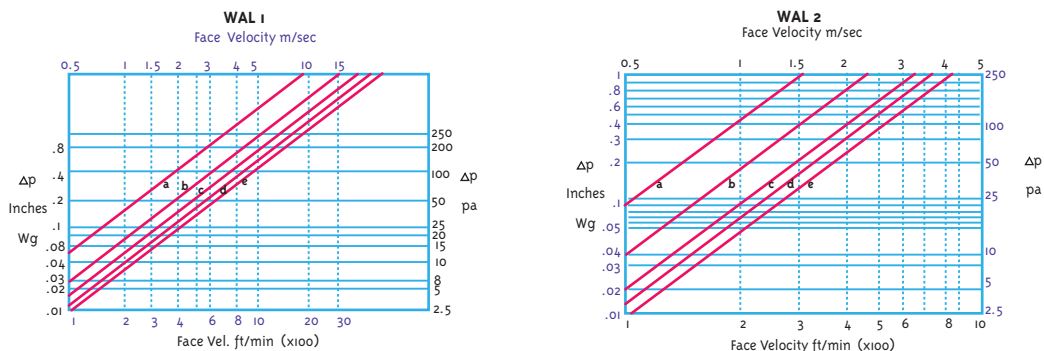 WAL 1
Face Velocity m/sec
0.5 1 1.5 2 3 4 5 10 15
.8
.4
.2
.1
.08
.04
.03
.02
.01
Δp
Inches
Wg
a b c d e
250
200
100
50
25
20
15
10
8
5
2.5
Δp
pa
1 2 3 4 6 8 10 20 30
Face Vel. ft/min (x100)
WAL 2
Face Velocity m/sec
0.5 1 1.5 2 3 4 5
1
.8
.6
.4
.3
.2
.1
.05
.04
.03
.02
.01
Δp
Inches
Wg
a b c d e
250
100
50
25
10
5
2.5
Δp
pa
1 2 3 4 5 6 8 10
Face Velocity ft/min (x100)